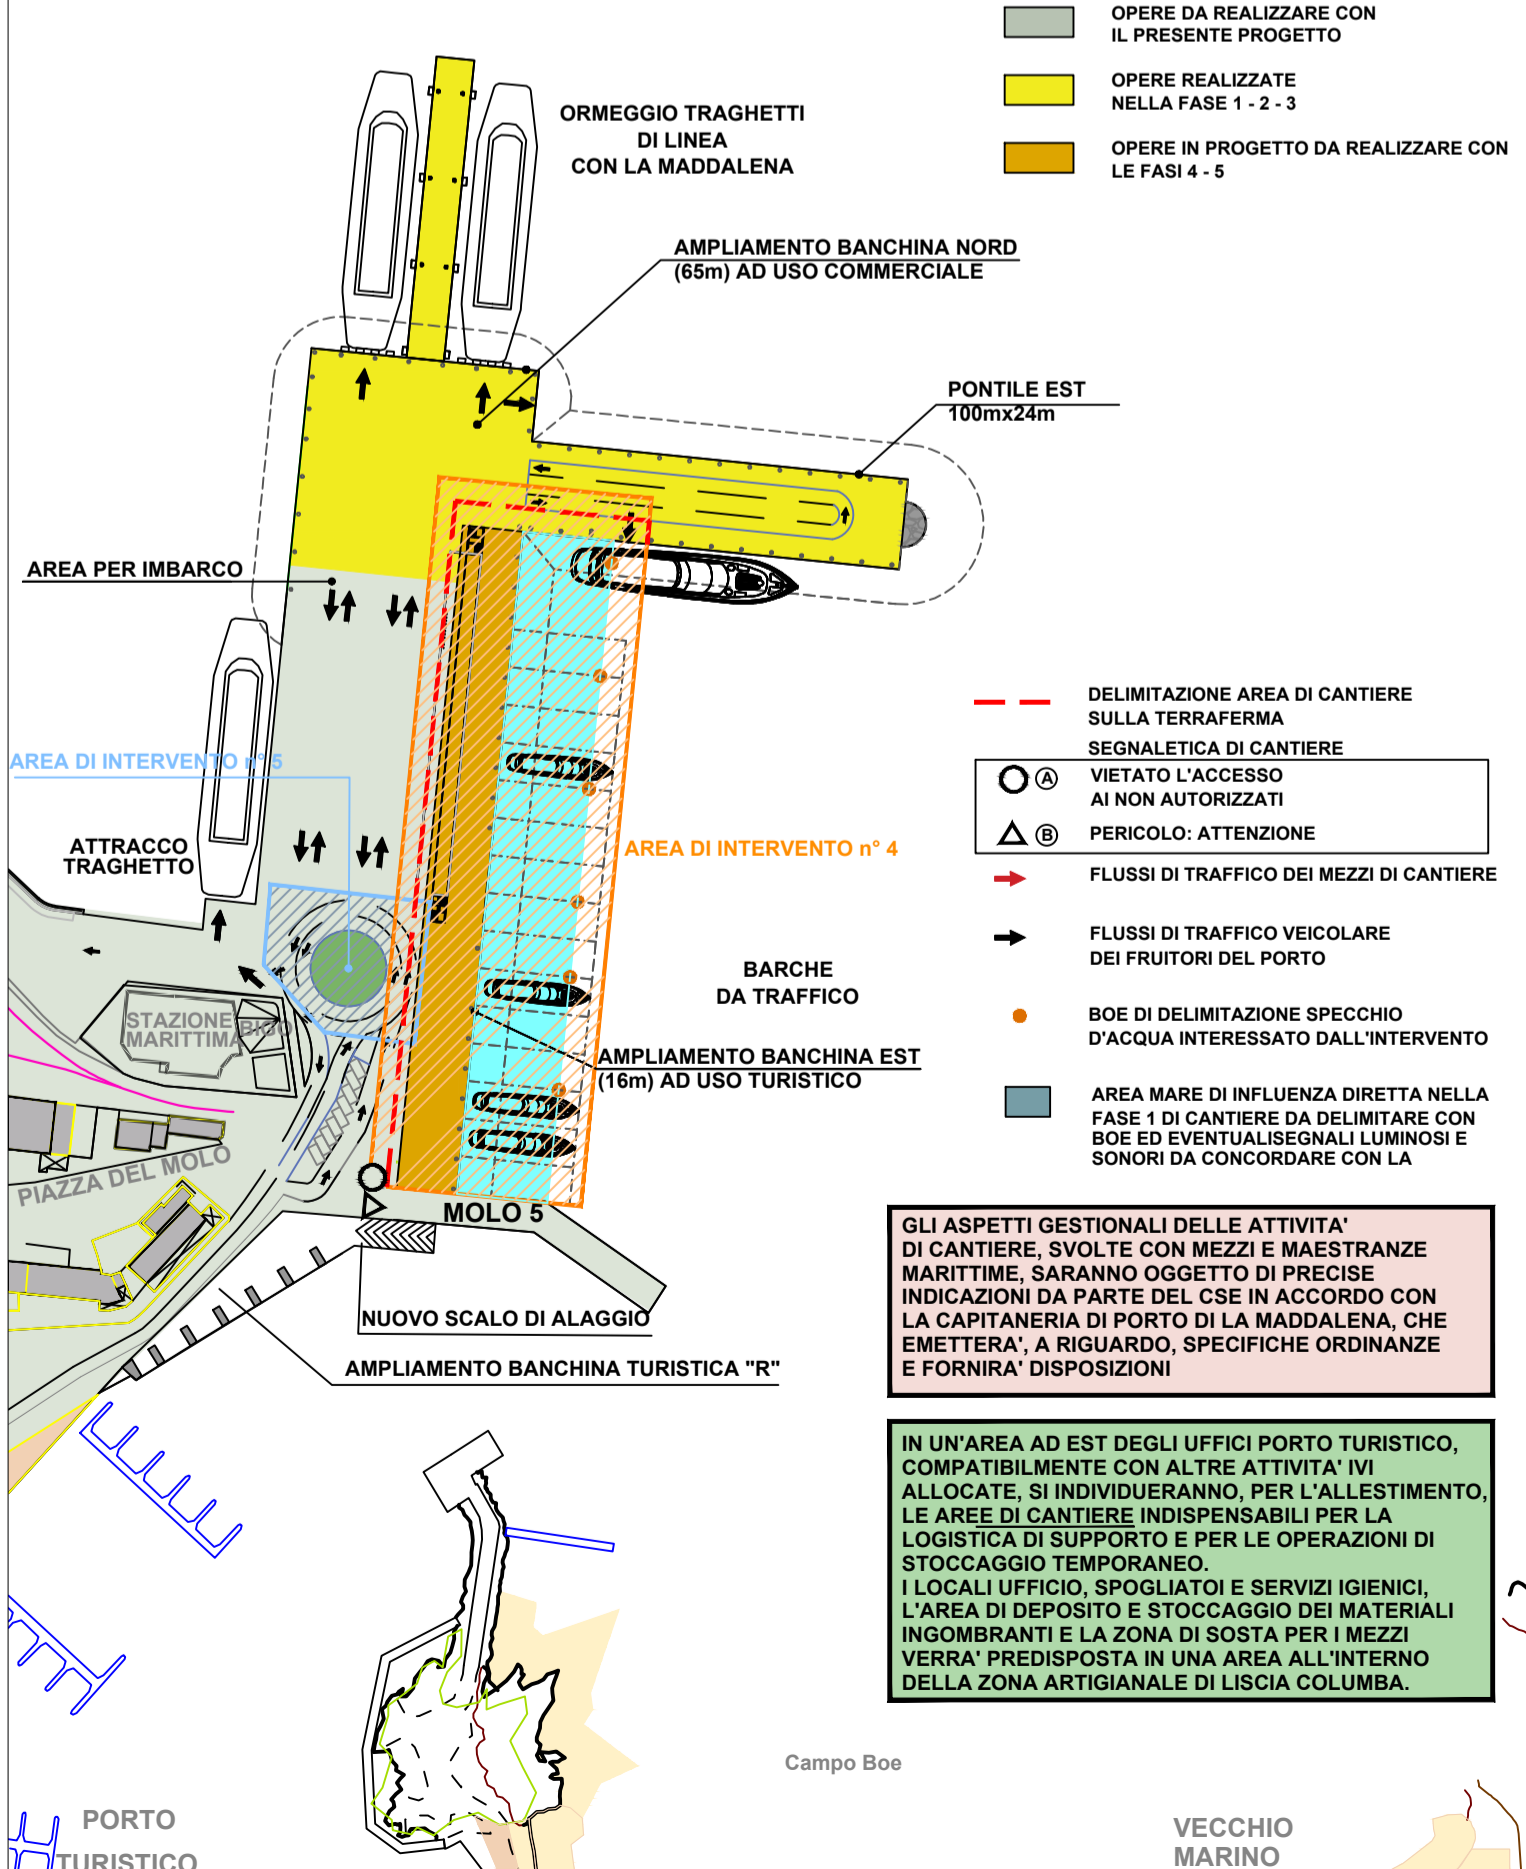 OPERE DA REALIZZARE CON
IL PRESENTE PROGETTO
OPERE REALIZZATE
NELLA FASE 1 - 2 - 3
OPERE IN PROGETTO DA REALIZZARE CON
LE FASI 4 - 5
ORMEGGIO TRAGHETTI
DI LINEA
CON LA MADDALENA
AMPLIAMENTO BANCHINA NORD
(65m) AD USO COMMERCIALE
PONTILE EST
100mx24m
AREA PER IMBARCO
AREA DI INTERVENTO n° 5
ATTRACCO
TRAGHETTO
AREA DI INTERVENTO n° 4
BARCHE
DA TRAFFICO
STAZIONE
MARITTIMA
BIGO
AMPLIAMENTO BANCHINA EST
(16m) AD USO TURISTICO
PIAZZA DEL MOLO
MOLO 5
NUOVO SCALO DI ALAGGIO
AMPLIAMENTO BANCHINA TURISTICA "R"
DELIMITAZIONE AREA DI CANTIERE
SULLA TERRAFERMA
SEGNALETICA DI CANTIERE
A
VIETATO L'ACCESSO
AI NON AUTORIZZATI
B
PERICOLO: ATTENZIONE
FLUSSI DI TRAFFICO DEI MEZZI DI CANTIERE
FLUSSI DI TRAFFICO VEICOLARE
DEI FRUITORI DEL PORTO
BOE DI DELIMITAZIONE SPECCHIO
D'ACQUA INTERESSATO DALL'INTERVENTO
AREA MARE DI INFLUENZA DIRETTA NELLA
FASE 1 DI CANTIERE DA DELIMITARE CON
BOE ED EVENTUALISEGNALI LUMINOSI E
SONORI DA CONCORDARE CON LA
GLI ASPETTI GESTIONALI DELLE ATTIVITA'
DI CANTIERE, SVOLTE CON MEZZI E MAESTRANZE
MARITTIME, SARANNO OGGETTO DI PRECISE
INDICAZIONI DA PARTE DEL CSE IN ACCORDO CON
LA CAPITANERIA DI PORTO DI LA MADDALENA, CHE
EMETTERA', A RIGUARDO, SPECIFICHE ORDINANZE
E FORNIRA' DISPOSIZIONI
IN UN'AREA AD EST DEGLI UFFICI PORTO TURISTICO,
COMPATIBILMENTE CON ALTRE ATTIVITA' IVI
ALLOCATE, SI INDIVIDUERANNO, PER L'ALLESTIMENTO,
LE AREE DI CANTIERE INDISPENSABILI PER LA
LOGISTICA DI SUPPORTO E PER LE OPERAZIONI DI
STOCCAGGIO TEMPORANEO.
I LOCALI UFFICIO, SPOGLIATOI E SERVIZI IGIENICI,
L'AREA DI DEPOSITO E STOCCAGGIO DEI MATERIALI
INGOMBRANTI E LA ZONA DI SOSTA PER I MEZZI
VERRA' PREDISPOSTA IN UNA AREA ALL'INTERNO
DELLA ZONA ARTIGIANALE DI LISCIA COLUMBA.
Campo Boe
PORTO
TURISTICO
VECCHIO
MARINO